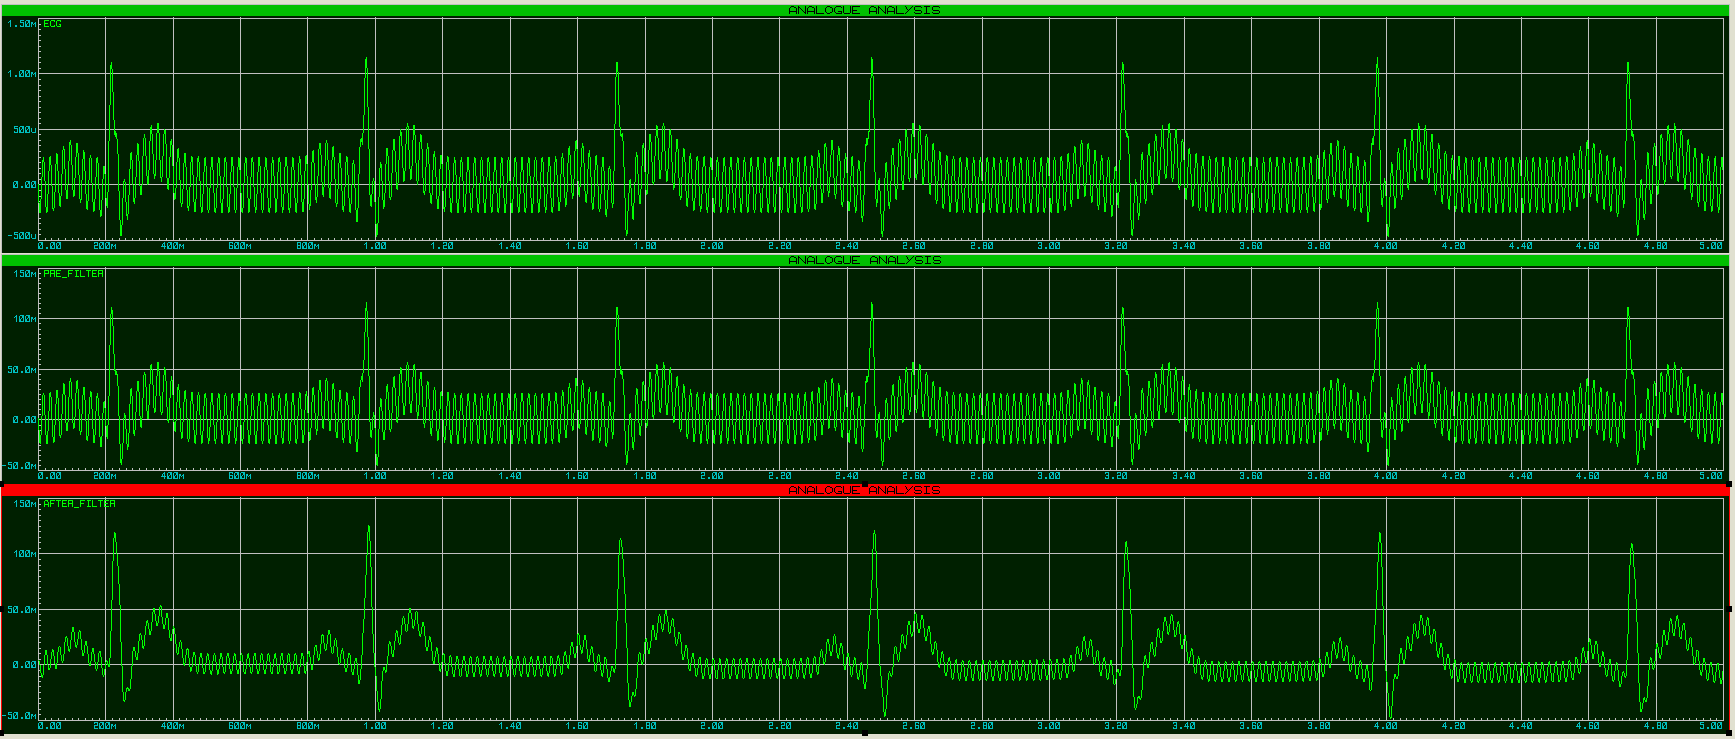 ANALOGUE ANALYSIS
1.50m ECG
1.00m
500u
0.00
-500u
0.00 200m 400m 600m 800m 1.00 1.20 1.40 1.60 1.80 2.00 2.20 2.40 2.60 2.80 3.00 3.20 3.40 3.60 3.80 4.00 4.20 4.40 4.60 4.80 5.00
ANALOGUE ANALYSIS
150m PRE_FILTER
100m
50.0m
0.00
-50.0m
0.00 200m 400m 600m 800m 1.00 1.20 1.40 1.60 1.80 2.00 2.20 2.40 2.60 2.80 3.00 3.20 3.40 3.60 3.80 4.00 4.20 4.40 4.60 4.80 5.00
ANALOGUE ANALYSIS
150m AFTER_FILTER
100m
50.0m
0.00
-50.0m
0.00 200m 400m 600m 800m 1.00 1.20 1.40 1.60 1.80 2.00 2.20 2.40 2.60 2.80 3.00 3.20 3.40 3.60 3.80 4.00 4.20 4.40 4.60 4.80 5.00